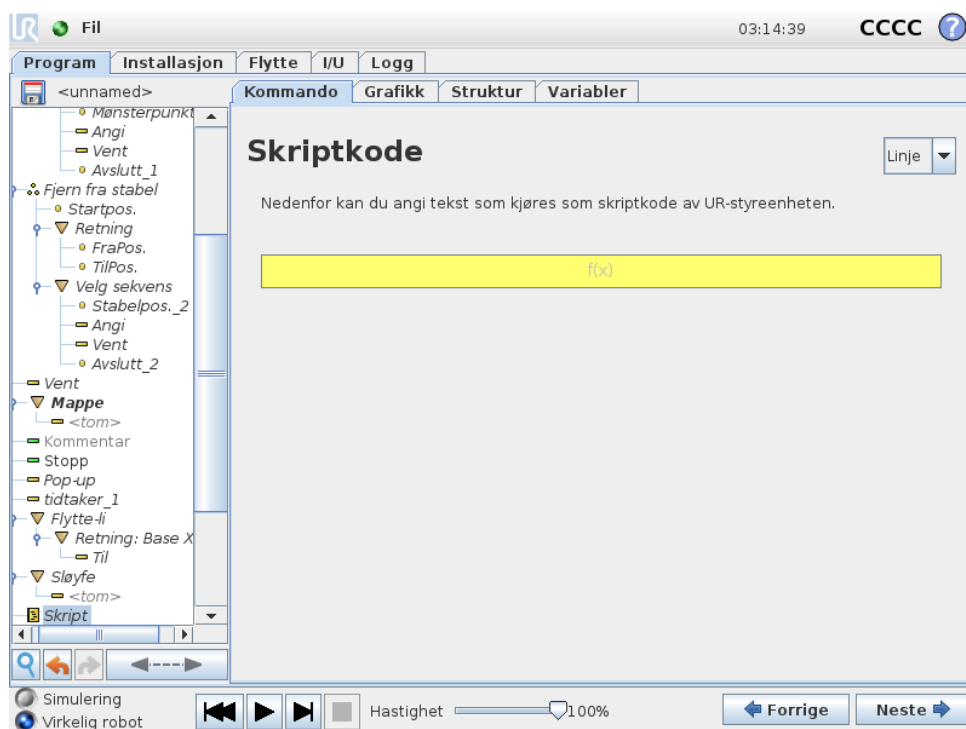 UR Fil 03:14:39 CCCC ?
Program Installasjon Flytte I/U Logg
<unnamed>
Kommando Grafikk Struktur Variabler
Mønsterpunkt
Angi
Vent
Avslutt_1
Fjern fra stabel
Startpos.
Retning
FraPos.
TilPos.
Velg sekvens
Stabelpos._2
Angi
Vent
Avslutt_2
Vent
Mappe
<tom>
Kommentar
Stopp
Pop-up
tidtaker_1
Flytte-li
Retning: Base X
Til
Sløyfe
<tom>
Skript
Skriptkode
Linje
Nedenfor kan du angi tekst som kjøres som skriptkode av UR-styreenheten.
f(x)
Simulering
Virkelig robot
Hastighet 100%
Forrige Neste